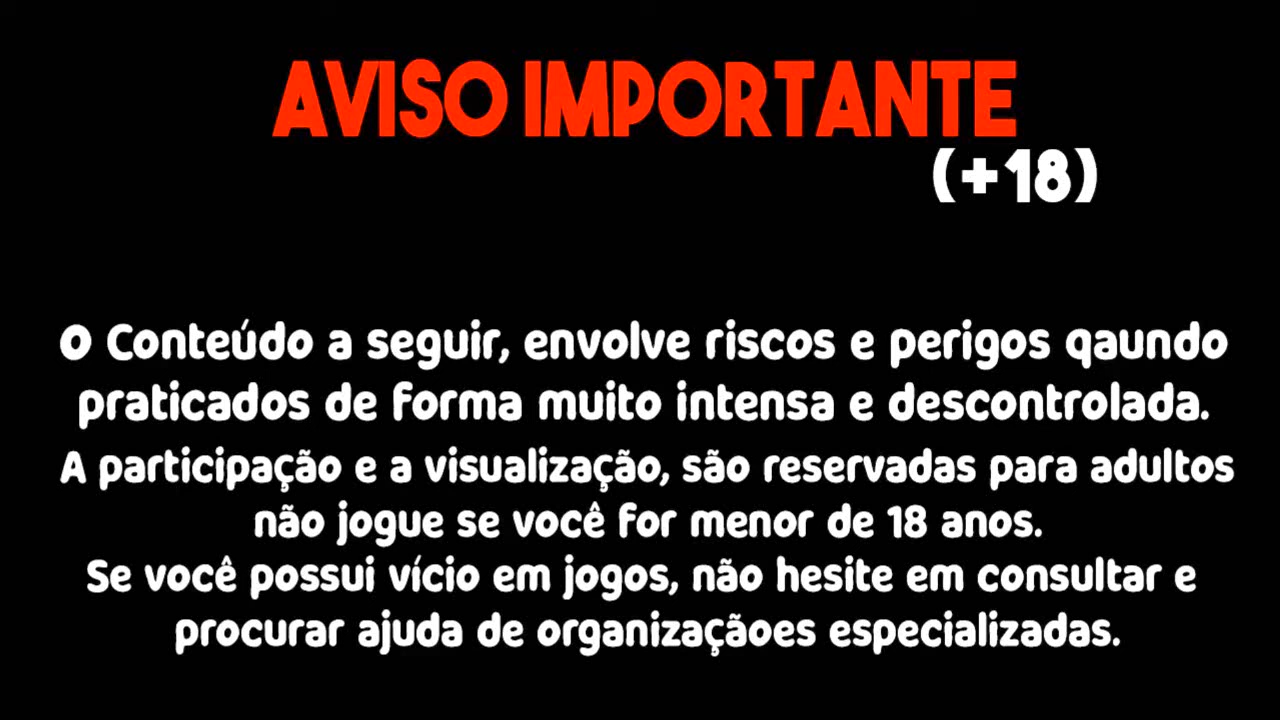 AVISO IMPORTANTE
(+18)
O Conteúdo a seguir, envolve riscos e perigos qaundo
praticados de forma muito intensa e descontrolada.
A participação e a visualização, são reservadas para adultos
não jogue se você for menor de 18 anos.
Se você possui vício em jogos, não hesite em consultar e
procurar ajuda de organizaçãoes especializadas.